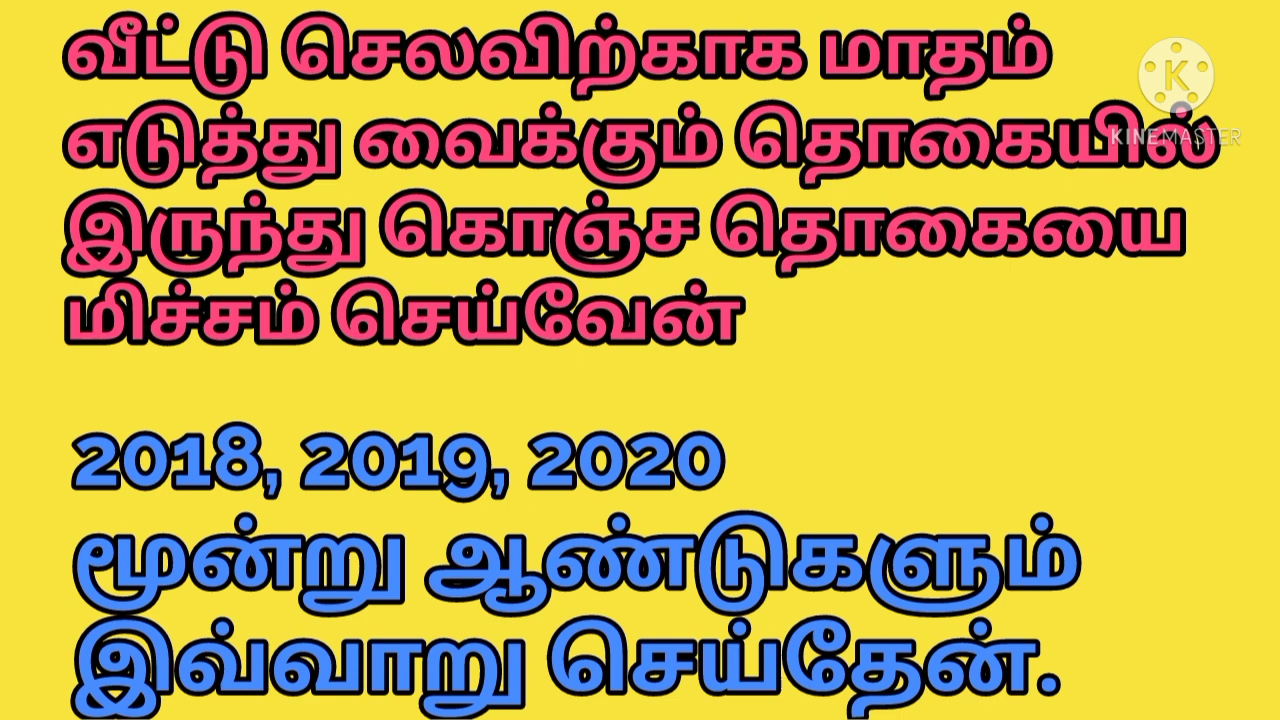 வீட்டு செலவிற்காக மாதம்
எடுத்து வைக்கும் தொகையில்
இருந்து கொஞ்ச தொகையை
மிச்சம் செய்வேன்
2018, 2019, 2020
மூன்று ஆண்டுகளும்
இவ்வாறு செய்தேன்.
K
KINEMASTER